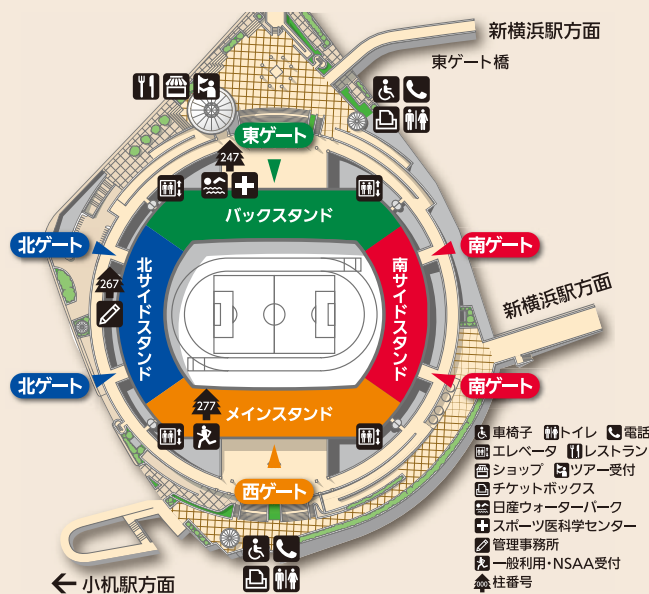 新横浜駅方面
東ゲート橋
東ゲート
247
バックスタンド
北ゲート
南ゲート
北サイドスタンド
南サイドスタンド
267
新横浜駅方面
北ゲート
南ゲート
277
メインスタンド
西ゲート
小机駅方面
車椅子 トイレ 電話
エレベータ レストラン
ショップ ツアー受付
チケットボックス
日産ウォーターパーク
スポーツ医科学センター
管理事務所
一般利用・NSAA受付
000 柱番号